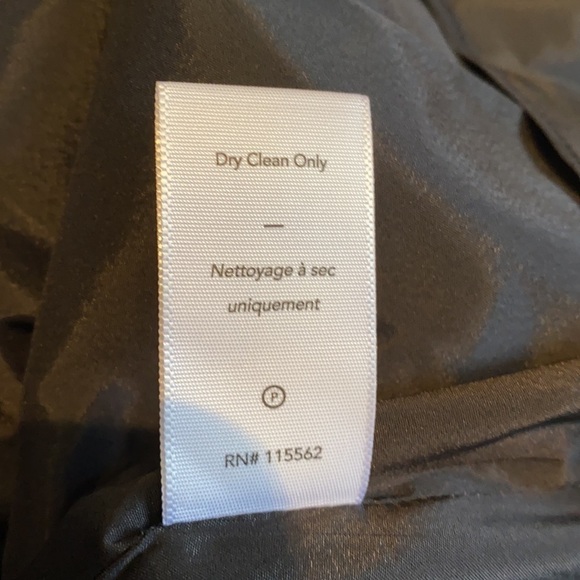 Dry Clean Only
—
Nettoyage à sec
uniquement
P
RN# 115562